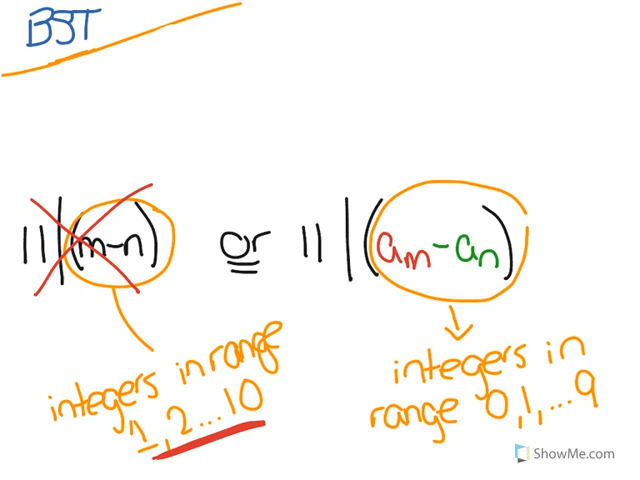 BST
11|(m-n) or 11|(aₘ-aₙ)
integers in range
1,2...10
integers in
range 0,1,...9
ShowMe.com